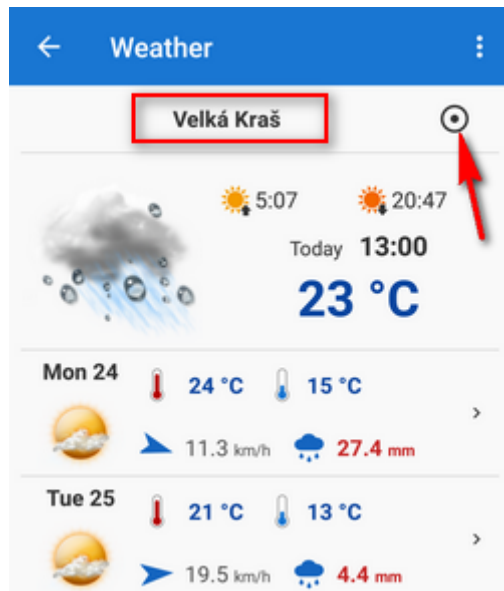 Weather
Velká Kraš
5:07 20:47
Today 13:00
23 °C
Mon 24 24 °C 15 °C
11.3 km/h 27.4 mm
Tue 25 21 °C 13 °C
19.5 km/h 4.4 mm